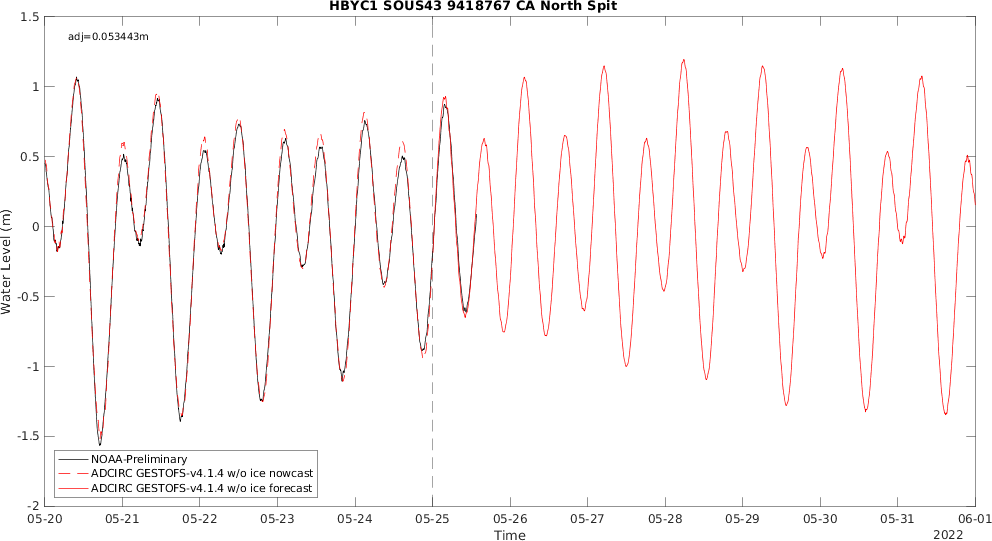 HBYC1 SOUS43 9418767 CA North Spit
adj=0.053443m
1.5
1
0.5
0
-0.5
-1
-1.5
-2
Water Level (m)
NOAA-Preliminary
ADCIRC GESTOFS-v4.1.4 w/o ice nowcast
ADCIRC GESTOFS-v4.1.4 w/o ice forecast
05-20 05-21 05-22 05-23 05-24 05-25 05-26 05-27 05-28 05-29 05-30 05-31 06-01
Time
2022